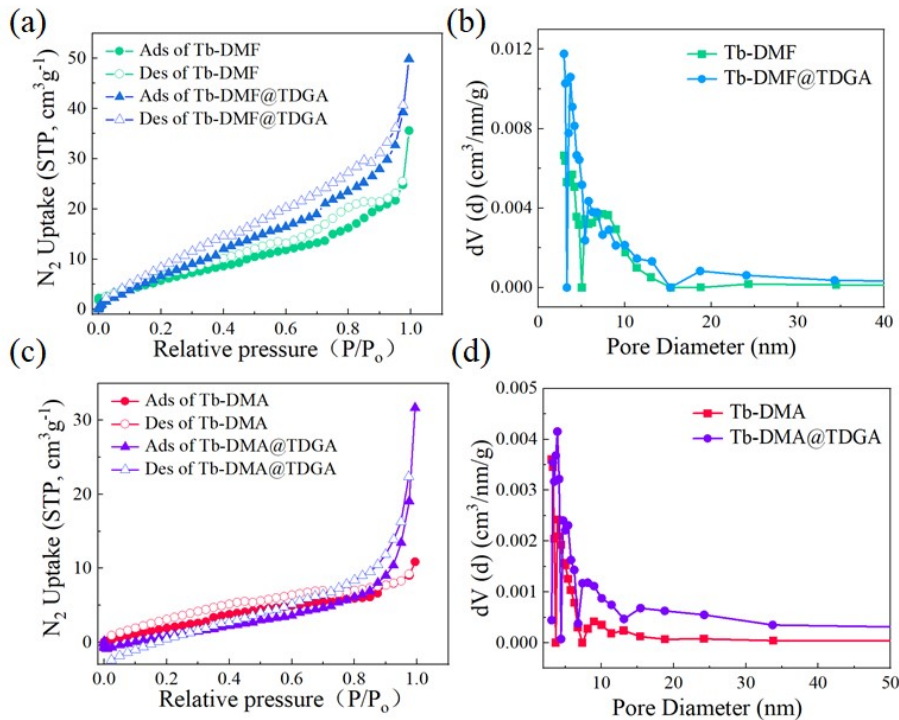 (a)
Ads of Tb-DMF
Des of Tb-DMF
Ads of Tb-DMF@TDGA
Des of Tb-DMF@TDGA
N₂ Uptake (STP, cm³g-¹)
50
40
30
20
10
0
0.0 0.2 0.4 0.6 0.8 1.0
Relative pressure（P/Pₒ）
(b)
Tb-DMF
Tb-DMF@TDGA
dV (d) (cm³/nm/g)
0.012
0.008
0.004
0.000
0 10 20 30 40
Pore Diameter (nm)
(c)
Ads of Tb-DMA
Des of Tb-DMA
Ads of Tb-DMA@TDGA
Des of Tb-DMA@TDGA
N₂ Uptake (STP, cm³g-¹)
30
20
10
0
0.0 0.2 0.4 0.6 0.8 1.0
Relative pressure (P/Pₒ)
(d)
Tb-DMA
Tb-DMA@TDGA
dV (d) (cm³/nm/g)
0.005
0.004
0.003
0.002
0.001
0.000
10 20 30 40 50
Pore Diameter (nm)